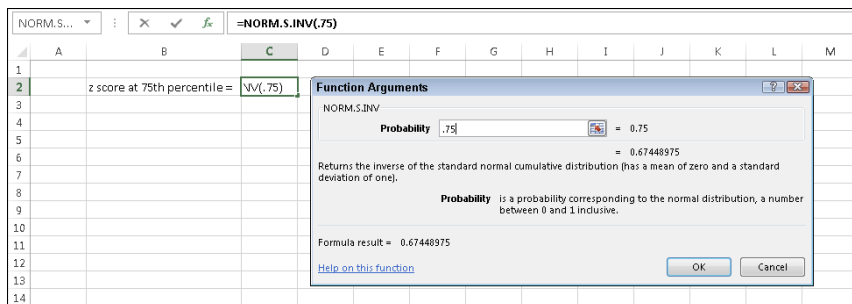 NORM.S... =NORM.S.INV(.75)
A B C D E F G H I J K L M
1
2 z score at 75th percentile = \V(.75)
3
4
5
6
7
8
9
10
11
12
13
14
Function Arguments
NORM.S.INV
Probability .75 = 0.75
= 0.67448975
Returns the inverse of the standard normal cumulative distribution (has a mean of zero and a standard
deviation of one).
Probability is a probability corresponding to the normal distribution, a number
between 0 and 1 inclusive.
Formula result = 0.67448975
Help on this function OK Cancel